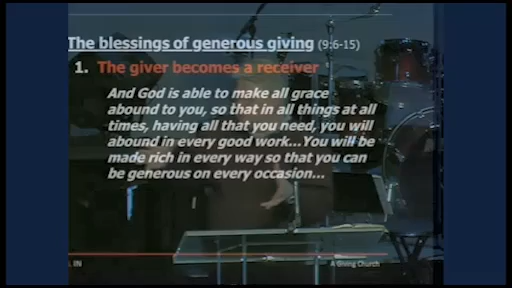 The blessings of generous giving (9:6-15)
1. The giver becomes a receiver
And God is able to make all grace
abound to you, so that in all things at all
times, having all that you need, you will
abound in every good work...You will be
made rich in every way so that you can
be generous on every occasion...
IN
A Giving Church